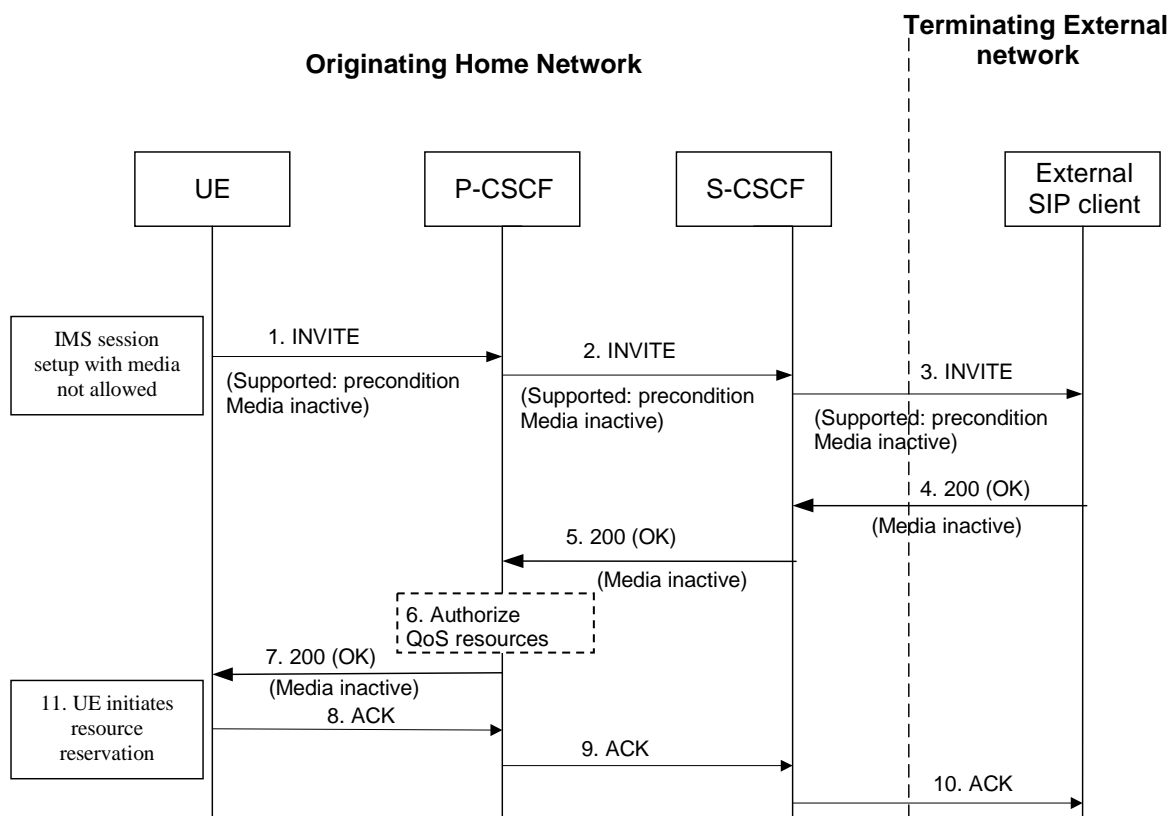 Terminating External
network
Originating Home Network
UE
P-CSCF
S-CSCF
External
SIP client
IMS session
setup with media
not allowed
1. INVITE
(Supported: precondition
Media inactive)
2. INVITE
(Supported: precondition
Media inactive)
3. INVITE
(Supported: precondition
Media inactive)
4. 200 (OK)
(Media inactive)
5. 200 (OK)
(Media inactive)
6. Authorize
QoS resources
7. 200 (OK)
(Media inactive)
11. UE initiates
resource
reservation
8. ACK
9. ACK
10. ACK